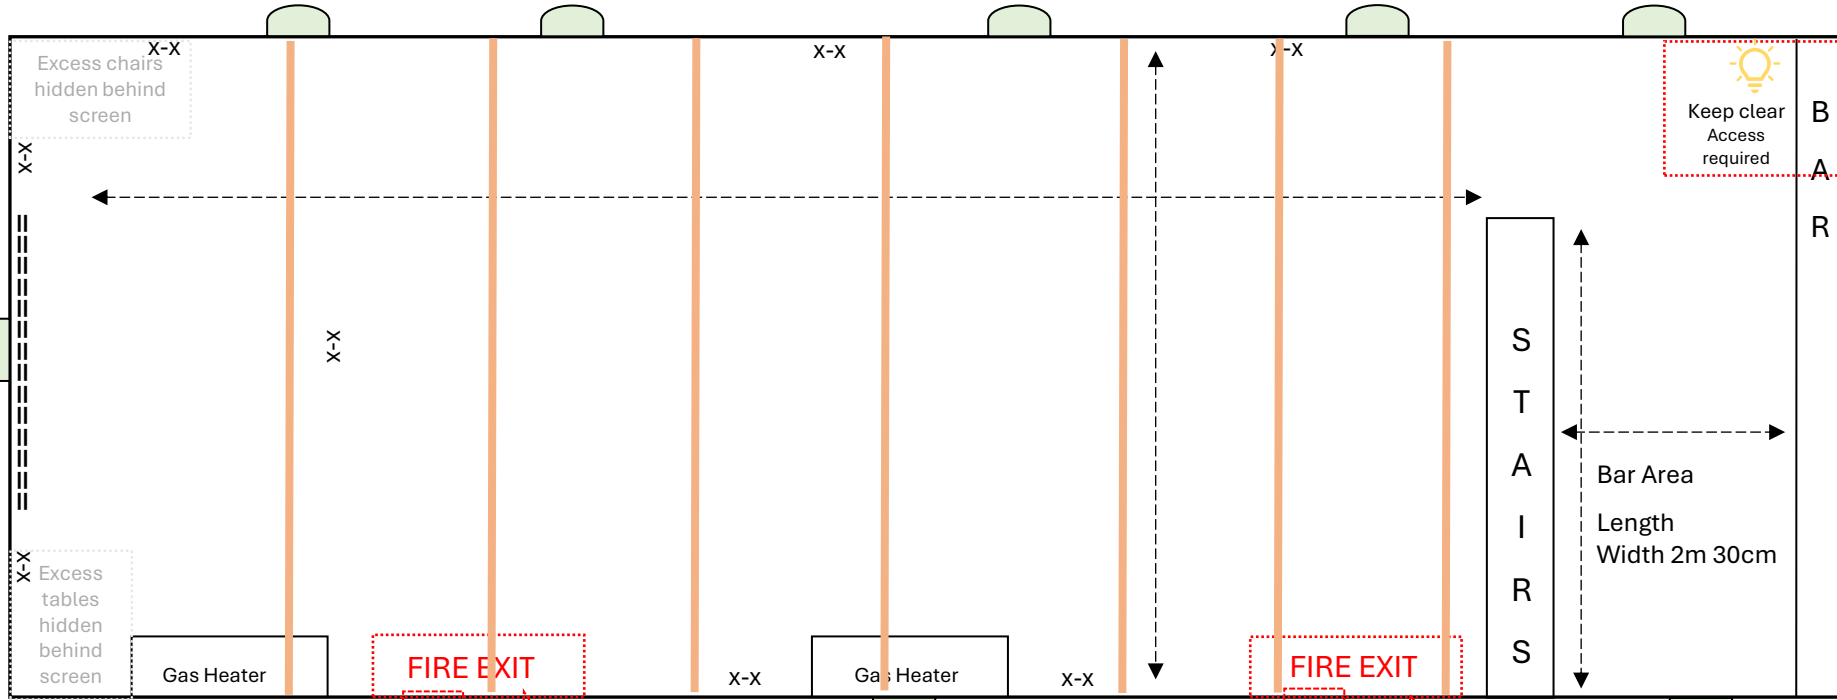 x-x
x-x
x-x
Excess chairs
hidden behind
screen
Keep clear
Access
required
B
A
R
x-x
x-x
S
T
A
I
R
S
Bar Area
Length
Width 2m 30cm
x-x
Excess
tables
hidden
behind
screen
Gas Heater
FIRE EXIT
x-x
Gas Heater
x-x
FIRE EXIT